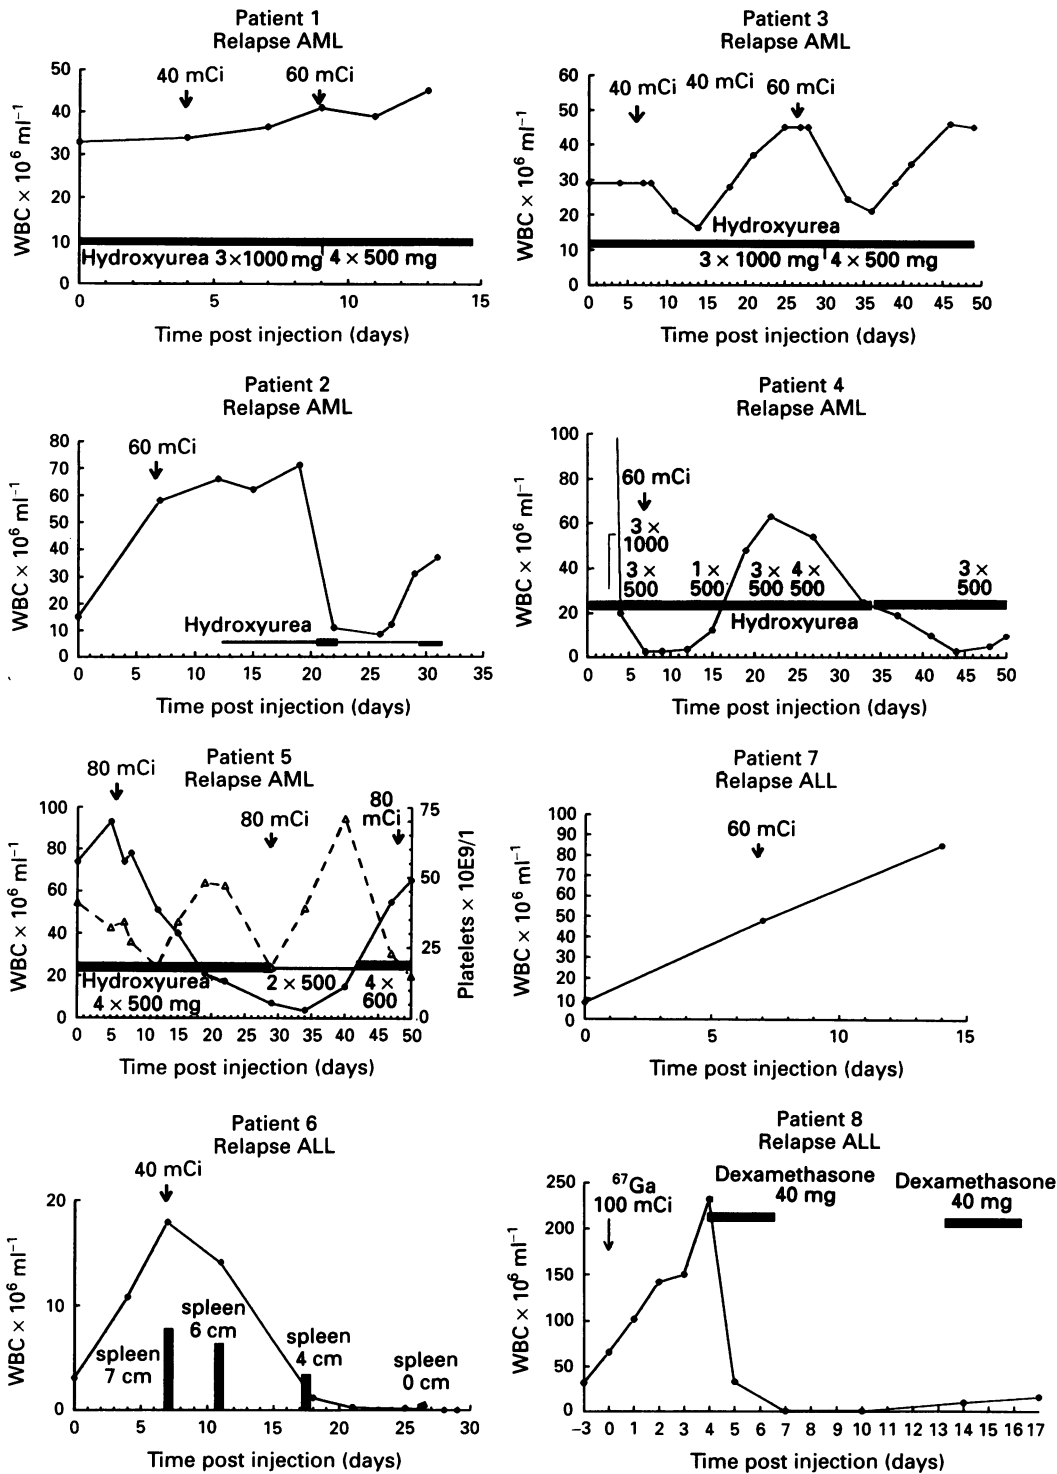 Patient 1
Relapse AML
40 mCi
60 mCi
50
40
30
20
10
0
WBC × 10⁶ ml⁻¹
Hydroxyurea 3×1000 mg 4 × 500 mg
0 5 10 15
Time post injection (days)
Patient 3
Relapse AML
40 mCi
40 mCi
60 mCi
60
50
40
30
20
10
0
WBC × 10⁶ ml⁻¹
Hydroxyurea
3 × 1000 mg 4 × 500 mg
0 5 10 15 20 25 30 35 40 45 50
Time post injection (days)
Patient 2
Relapse AML
60 mCi
80
70
60
50
40
30
20
10
0
WBC × 10⁶ ml⁻¹
Hydroxyurea
0 5 10 15 20 25 30 35
Time post injection (days)
Patient 4
Relapse AML
100
80
60
40
20
0
WBC × 10⁶ ml⁻¹
60 mCi
3 ×
1000
3 ×
500
1 ×
500
3 ×
500
4 ×
500
3 ×
500
Hydroxyurea
0 5 10 15 20 25 30 35 40 45 50
Time post injection (days)
Patient 5
Relapse AML
80 mCi
80 mCi
80
mCi
100
80
60
40
20
0
WBC × 10⁶ ml⁻¹
75
50
25
.0
Platelets × 10E9/1
Hydroxyurea
4 × 500 mg
2 × 500
4 ×
600
0 5 10 15 20 25 30 35 40 45 50
Time post injection (days)
Patient 7
Relapse ALL
60 mCi
100
90
80
70
60
50
40
30
20
10
0
WBC × 10⁶ ml⁻¹
0 5 10 15
Time post injection (days)
Patient 6
Relapse ALL
40 mCi
20
10
0
WBC × 10⁶ ml⁻¹
spleen
7 cm
spleen
6 cm
spleen
4 cm
spleen
0 cm
0 5 10 15 20 25 30
Time post injection (days)
Patient 8
Relapse ALL
⁶⁷Ga
100 mCi
Dexamethasone
40 mg
Dexamethasone
40 mg
250
200
150
100
50
0
WBC × 10⁶ ml⁻¹
−3 0 1 2 3 4 5 6 7 8 9 10 11 12 13 14 15 16 17
Time post injection (days)